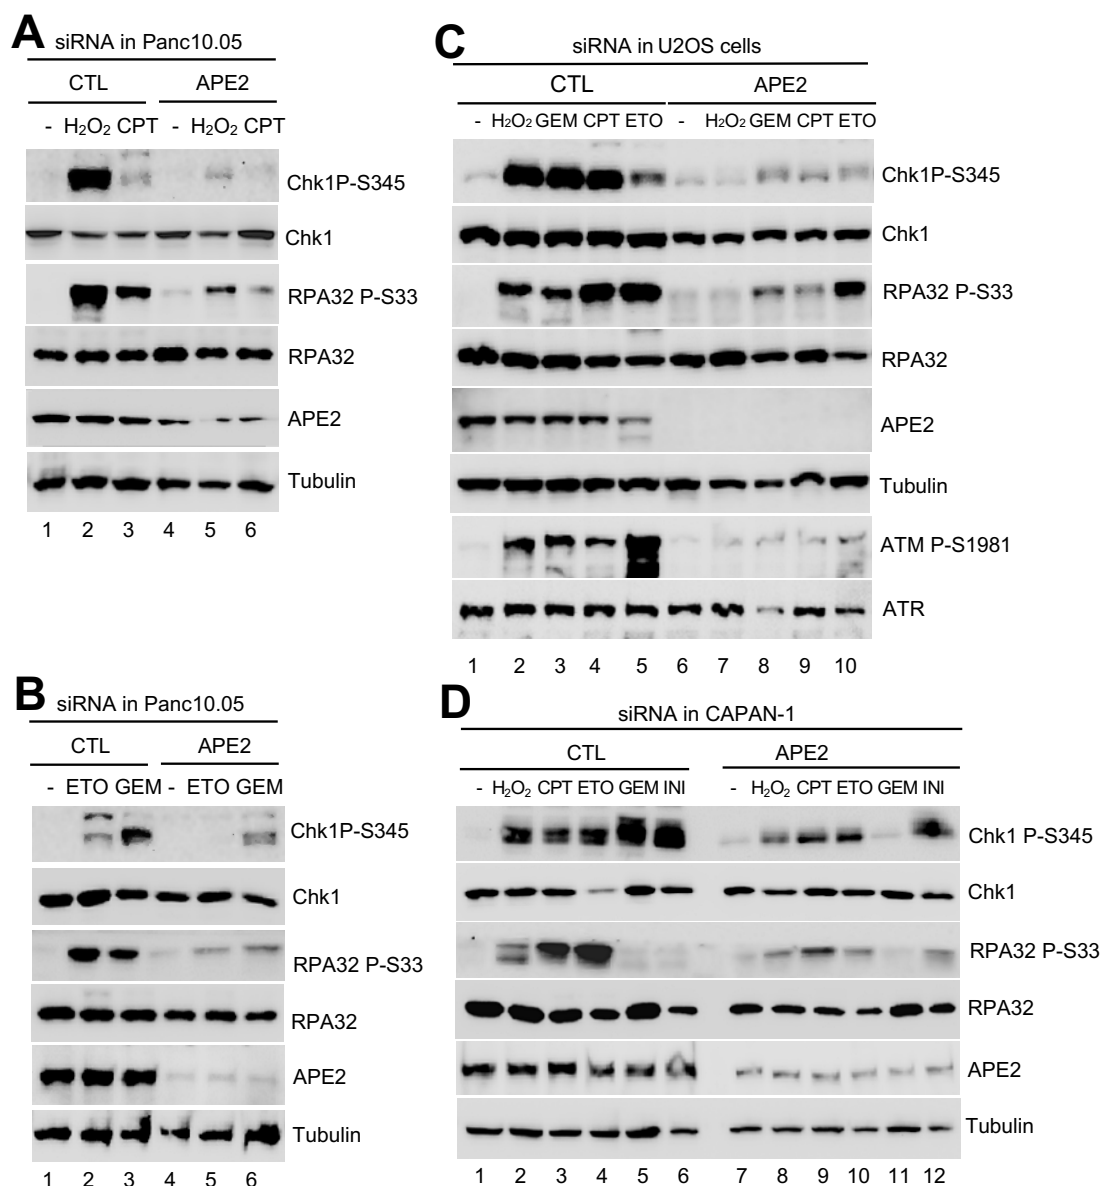 A
siRNA in Panc10.05
CTL APE2
- H₂O₂ CPT - H₂O₂ CPT
Chk1P-S345
Chk1
RPA32 P-S33
RPA32
APE2
Tubulin
1 2 3 4 5 6
B
siRNA in Panc10.05
CTL APE2
- ETO GEM - ETO GEM
Chk1P-S345
Chk1
RPA32 P-S33
RPA32
APE2
Tubulin
1 2 3 4 5 6
C
siRNA in U2OS cells
CTL APE2
- H₂O₂ GEM CPT ETO - H₂O₂ GEM CPT ETO
Chk1P-S345
Chk1
RPA32 P-S33
RPA32
APE2
Tubulin
ATM P-S1981
ATR
1 2 3 4 5 6 7 8 9 10
D
siRNA in CAPAN-1
CTL APE2
- H₂O₂ CPT ETO GEM INI - H₂O₂ CPT ETO GEM INI
Chk1 P-S345
Chk1
RPA32 P-S33
RPA32
APE2
Tubulin
1 2 3 4 5 6 7 8 9 10 11 12